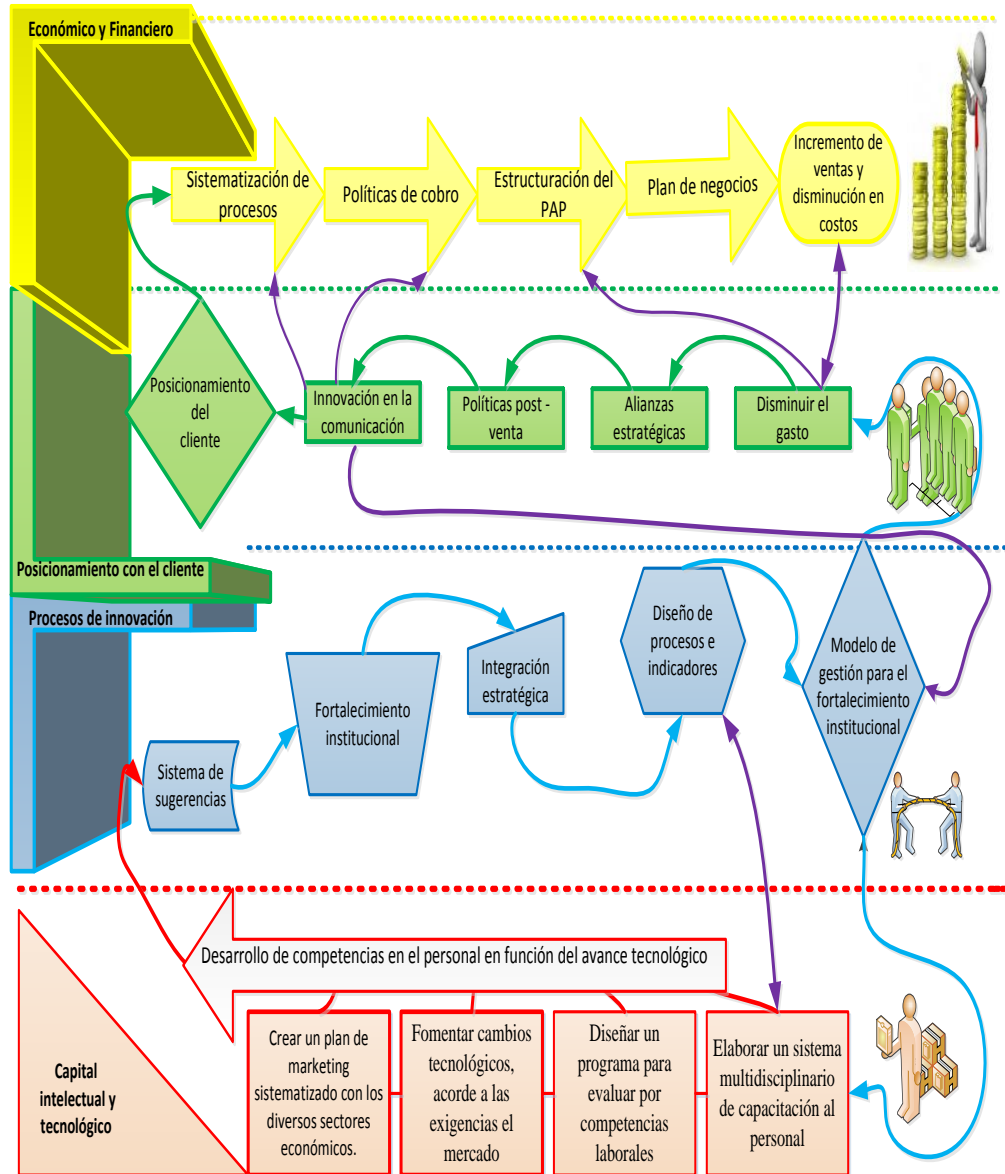 Económico y Financiero
Sistematización de
procesos
Políticas de cobro
Estructuración del
PAP
Plan de negocios
Incremento de
ventas y
disminución en
costos
Posicionamiento
del
cliente
Innovación en la
comunicación
Políticas post -
venta
Alianzas
estratégicas
Disminuir el
gasto
Posicionamiento con el cliente
Procesos de innovación
Sistema de
sugerencias
Fortalecimiento
institucional
Integración
estratégica
Diseño de
procesos e
indicadores
Modelo de
gestión para el
fortalecimiento
institucional
Desarrollo de competencias en el personal en función del avance tecnológico
Capital
intelectual y
tecnológico
Crear un plan de
marketing
sistematizado con los
diversos sectores
económicos.
Fomentar cambios
tecnológicos,
acorde a las
exigencias el
mercado
Diseñar un
programa para
evaluar por
competencias
laborales
Elaborar un sistema
multidisciplinario
de capacitación al
personal